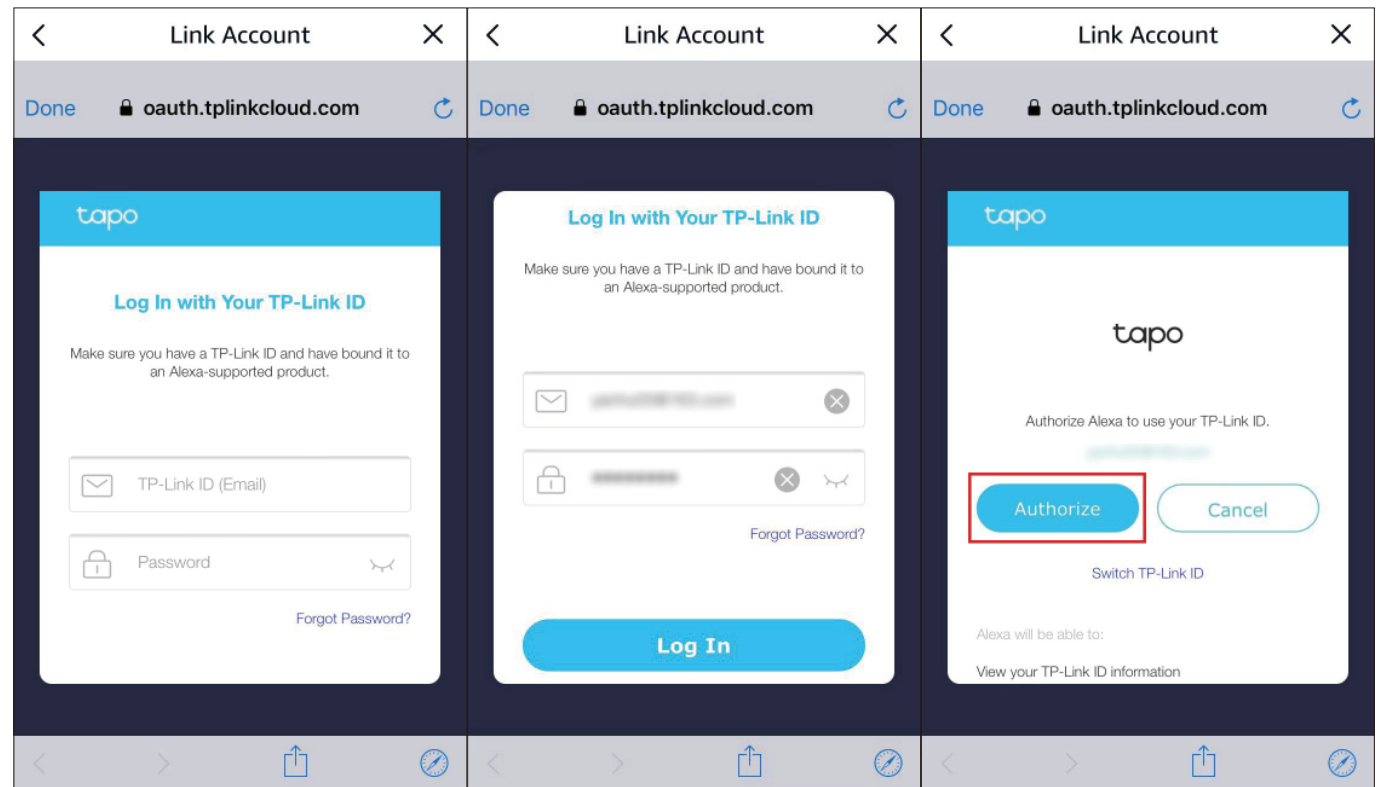 Link Account
Done oauth.tplinkcloud.com
tapo
Log In with Your TP-Link ID
Make sure you have a TP-Link ID and have bound it to
an Alexa-supported product.
TP-Link ID (Email)
Password
Forgot Password?
Link Account
Done oauth.tplinkcloud.com
Log In with Your TP-Link ID
Make sure you have a TP-Link ID and have bound it to
an Alexa-supported product.
Forgot Password?
Log In
Link Account
Done oauth.tplinkcloud.com
tapo
tapo
Authorize Alexa to use your TP-Link ID.
Authorize Cancel
Switch TP-Link ID
Alexa will be able to:
View your TP-Link ID information